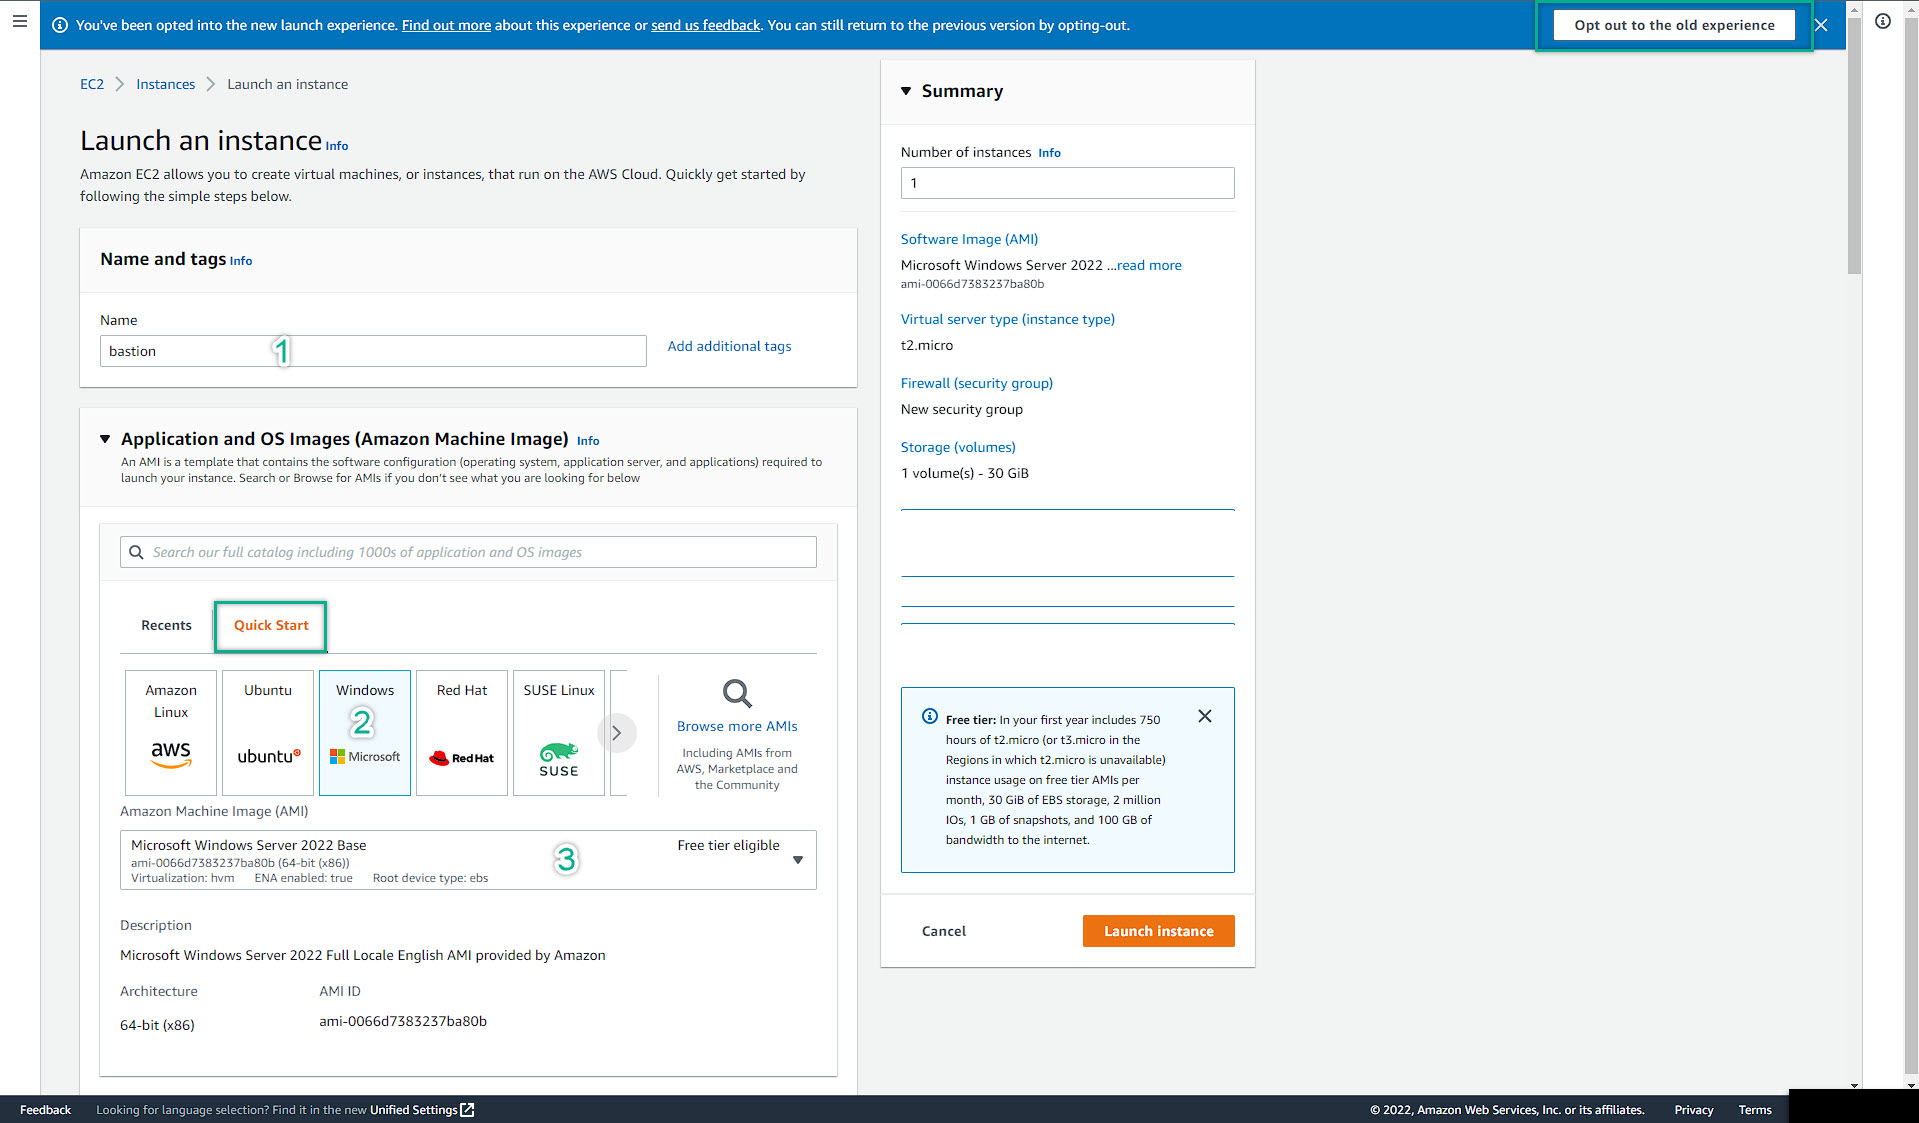 You've been opted into the new launch experience. Find out more about this experience or send us feedback. You can still return to the previous version by opting-out.
Opt out to the old experience
EC2 > Instances > Launch an instance
Launch an instance Info
Amazon EC2 allows you to create virtual machines, or instances, that run on the AWS Cloud. Quickly get started by
following the simple steps below.
Name and tags Info
Name
bastion
1
Add additional tags
Application and OS Images (Amazon Machine Image) Info
An AMI is a template that contains the software configuration (operating system, application server, and applications) required to
launch your instance. Search or Browse for AMIs if you don't see what you are looking for below
Search our full catalog including 1000s of application and OS images
Recents
Quick Start
Amazon
Linux
aws
Ubuntu
ubuntu
Windows
2
Microsoft
Red Hat
Red Hat
SUSE Linux
SUSE
Browse more AMIs
Including AMIs from
AWS, Marketplace and
the Community
Amazon Machine Image (AMI)
Microsoft Windows Server 2022 Base
Free tier eligible
ami-0066d7383237ba80b (64-bit (x86))
3
Virtualization: hvm ENA enabled: true Root device type: ebs
Description
Microsoft Windows Server 2022 Full Locale English AMI provided by Amazon
Architecture
AMI ID
64-bit (x86)
ami-0066d7383237ba80b
Summary
Number of instances Info
1
Software Image (AMI)
Microsoft Windows Server 2022 ...read more
ami-0066d7383237ba80b
Virtual server type (instance type)
t2.micro
Firewall (security group)
New security group
Storage (volumes)
1 volume(s) - 30 GiB
Free tier: In your first year includes 750
hours of t2.micro (or t3.micro in the
Regions in which t2.micro is unavailable)
instance usage on free tier AMIs per
month, 30 GiB of EBS storage, 2 million
IOs, 1 GB of snapshots, and 100 GB of
bandwidth to the internet.
Cancel
Launch instance
Feedback
Looking for language selection? Find it in the new Unified Settings
© 2022, Amazon Web Services, Inc. or its affiliates.
Privacy
Terms